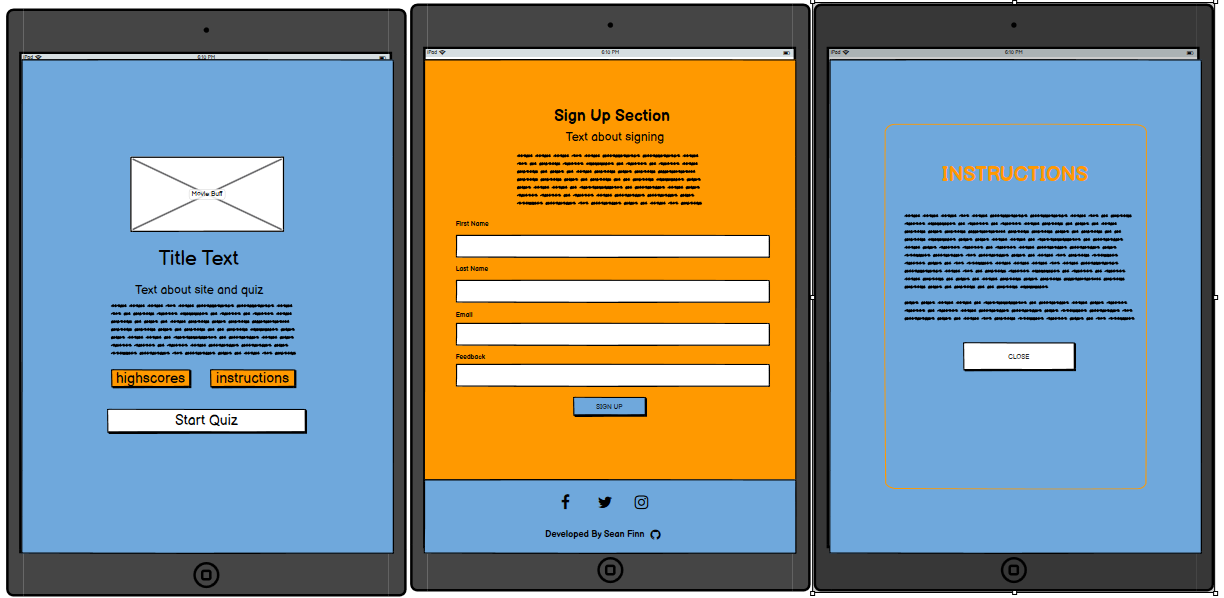 iPad 6:10 PM
Movie Buff
Title Text
Text about site and quiz
highscores instructions
Start Quiz
iPad 6:10 PM
Sign Up Section
Text about signing
First Name
Last Name
Email
Feedback
SIGN UP
Developed By Sean Finn
iPad 6:10 PM
INSTRUCTIONS
CLOSE